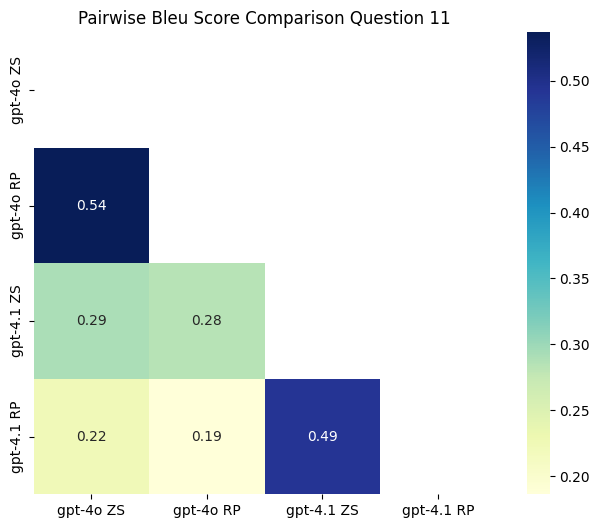 Pairwise Bleu Score Comparison Question 11
gpt-4o ZS
gpt-4o RP
gpt-4.1 ZS
gpt-4.1 RP
0.54
0.29 0.28
0.22 0.19 0.49
gpt-4o ZS gpt-4o RP gpt-4.1 ZS gpt-4.1 RP
0.50
0.45
0.40
0.35
0.30
0.25
0.20